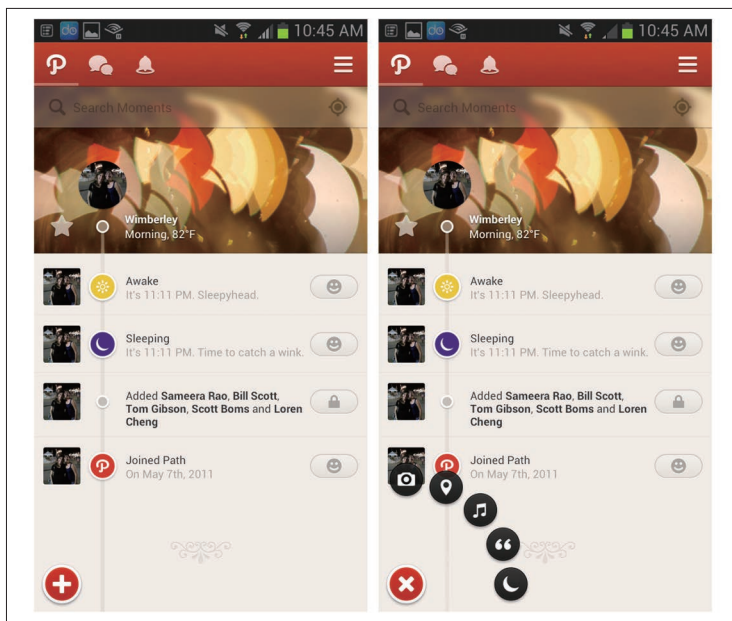 10:45 AM
Search Moments
Wimberley
Morning, 82°F
Awake
It's 11:11 PM. Sleepyhead.
Sleeping
It's 11:11 PM. Time to catch a wink.
Added Sameera Rao, Bill Scott,
Tom Gibson, Scott Boms and Loren
Cheng
Joined Path
On May 7th, 2011
10:45 AM
Search Moments
Wimberley
Morning, 82°F
Awake
It's 11:11 PM. Sleepyhead.
Sleeping
It's 11:11 PM. Time to catch a wink.
Added Sameera Rao, Bill Scott,
Tom Gibson, Scott Boms and Loren
Cheng
Joined Path
On May 7th, 2011